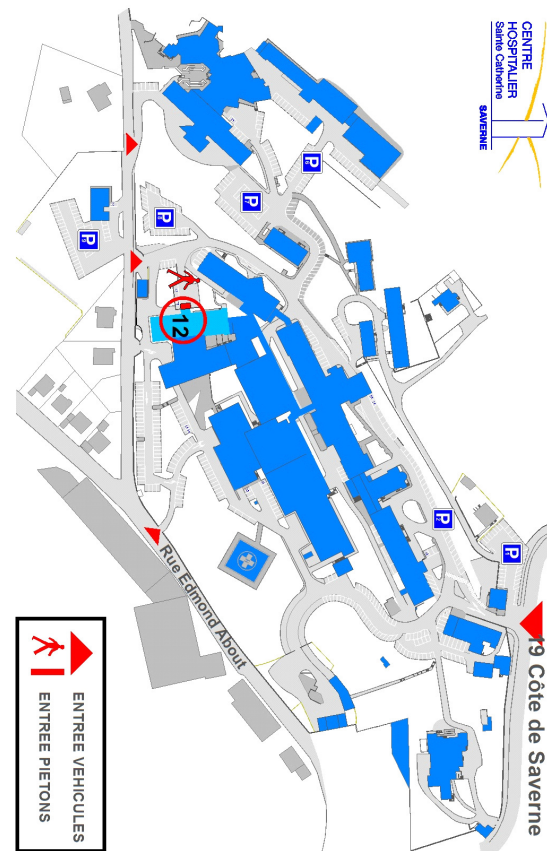 CENTRE
HOSPITALIER
Sainte Catherine
SAVERNE
P
P
P
P
12
P
P
Rue Edmond About
19 Côte de Saverne
ENTREE VEHICULES
ENTREE PIETONS